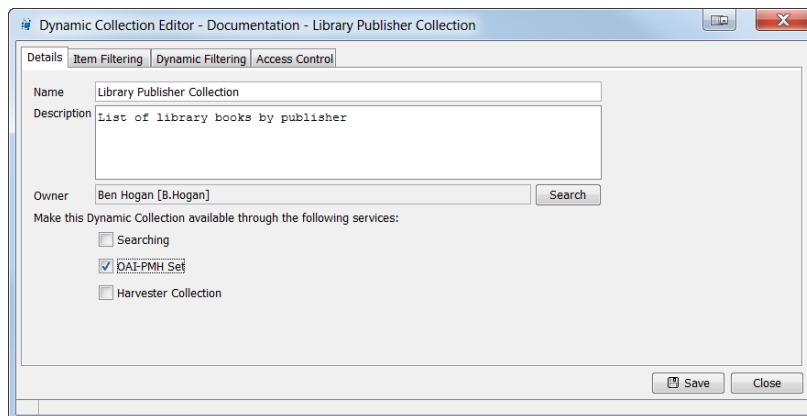 Dynamic Collection Editor - Documentation - Library Publisher Collection
Details Item Filtering Dynamic Filtering Access Control
Name Library Publisher Collection
Description List of library books by publisher
Owner Ben Hogan [B.Hogan] Search
Make this Dynamic Collection available through the following services:
Searching
OAI-PMH Set
Harvester Collection
Save Close